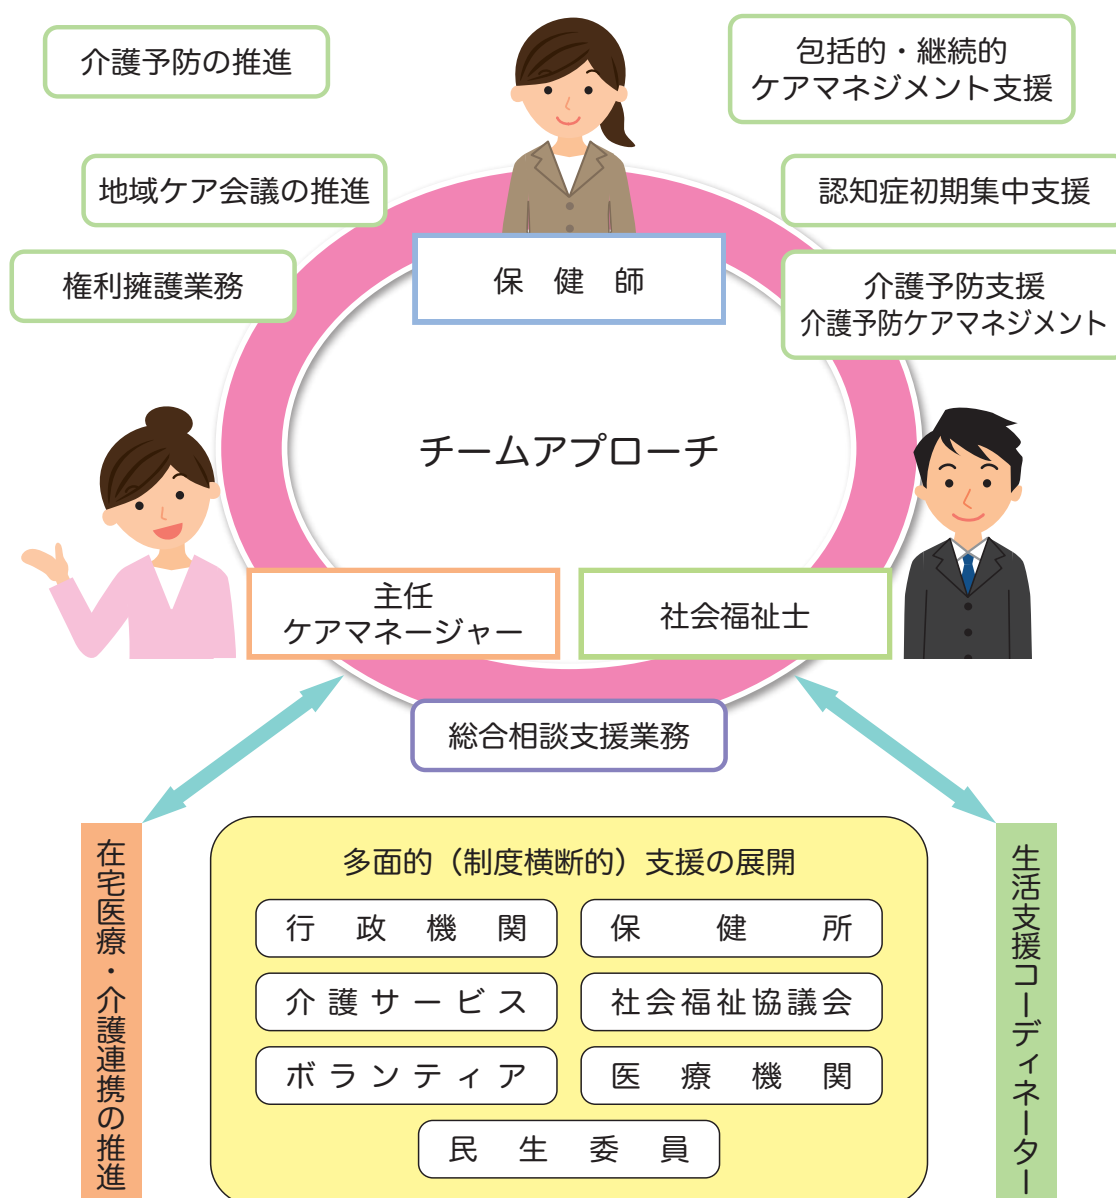 介護予防の推進
包括的・継続的
ケアマネジメント支援
地域ケア会議の推進
認知症初期集中支援
権利擁護業務
介護予防支援
介護予防ケアマネジメント
保健師
チームアプローチ
主任
ケアマネージャー
社会福祉士
総合相談支援業務
在宅医療・介護連携の推進
多面的（制度横断的）支援の展開
行政機関
保健所
介護サービス
社会福祉協議会
ボランティア
医療機関
民生委員
生活支援コーディネーター